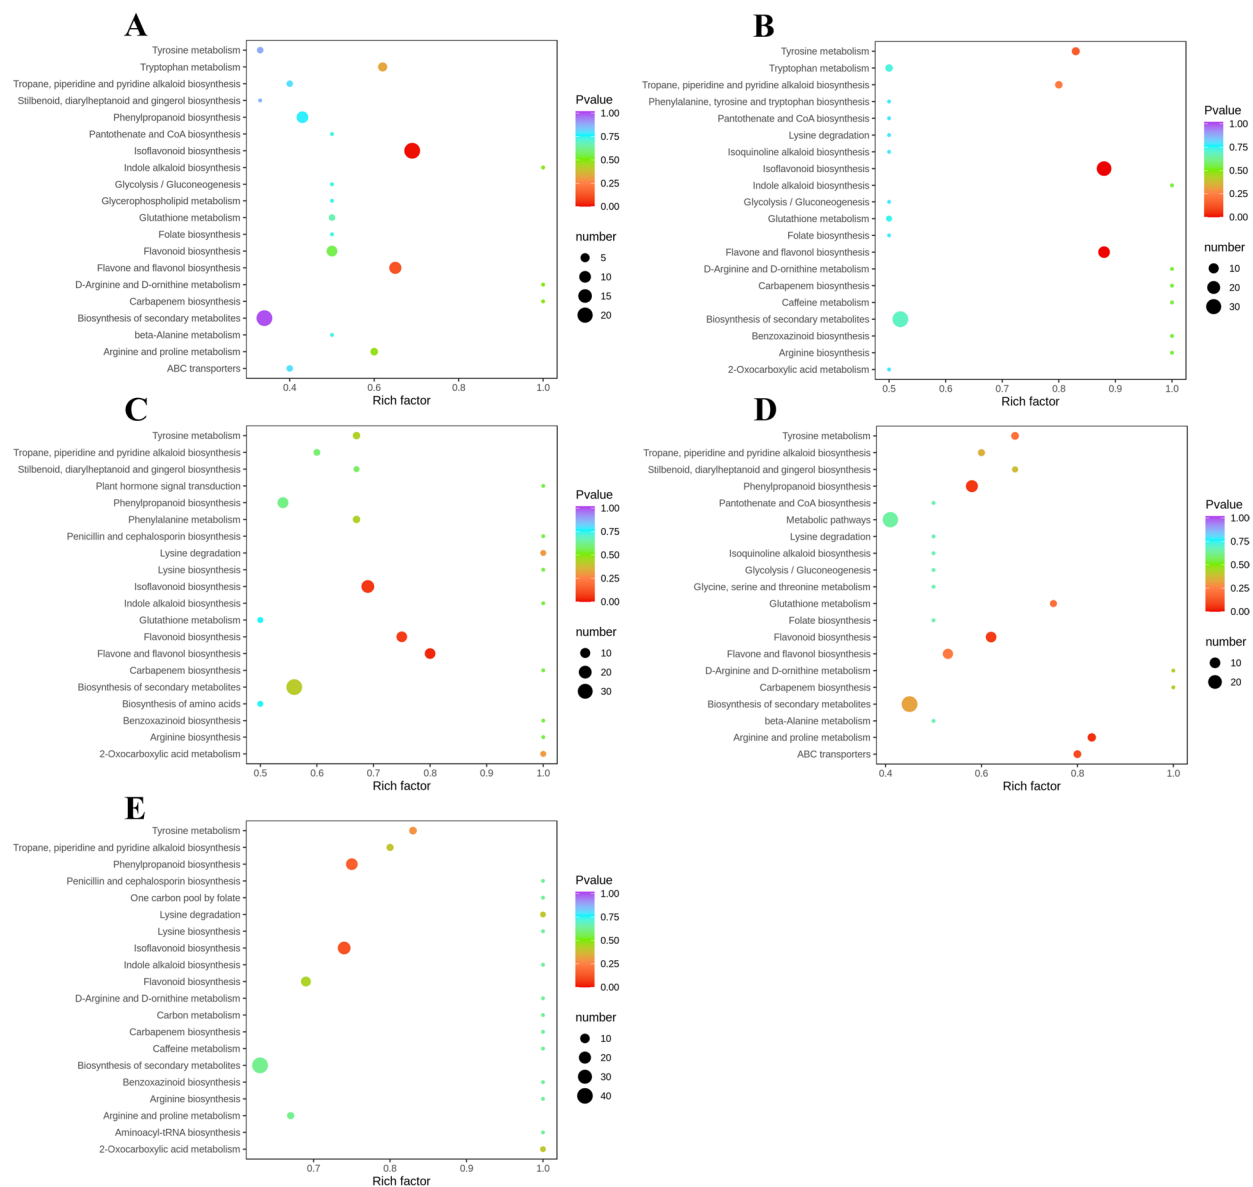 A
Tyrosine metabolism
Tryptophan metabolism
Tropane, piperidine and pyridine alkaloid biosynthesis
Stilbenoid, diarylheptanoid and gingerol biosynthesis
Phenylpropanoid biosynthesis
Pantothenate and CoA biosynthesis
Isoflavonoid biosynthesis
Indole alkaloid biosynthesis
Glycolysis / Gluconeogenesis
Glycerophospholipid metabolism
Glutathione metabolism
Folate biosynthesis
Flavonoid biosynthesis
Flavone and flavonol biosynthesis
D-Arginine and D-ornithine metabolism
Carbapenem biosynthesis
Biosynthesis of secondary metabolites
beta-Alanine metabolism
Arginine and proline metabolism
ABC transporters
0.4 0.6 0.8 1.0
Rich factor
Pvalue
1.00
0.75
0.50
0.25
0.00
number
5
10
15
20
B
Tyrosine metabolism
Tryptophan metabolism
Tropane, piperidine and pyridine alkaloid biosynthesis
Phenylalanine, tyrosine and tryptophan biosynthesis
Pantothenate and CoA biosynthesis
Lysine degradation
Isoquinoline alkaloid biosynthesis
Isoflavonoid biosynthesis
Indole alkaloid biosynthesis
Glycolysis / Gluconeogenesis
Glutathione metabolism
Folate biosynthesis
Flavone and flavonol biosynthesis
D-Arginine and D-ornithine metabolism
Carbapenem biosynthesis
Caffeine metabolism
Biosynthesis of secondary metabolites
Benzoxazinoid biosynthesis
Arginine biosynthesis
2-Oxocarboxylic acid metabolism
0.5 0.6 0.7 0.8 0.9 1.0
Rich factor
Pvalue
1.00
0.75
0.50
0.25
0.00
number
10
20
30
C
Tyrosine metabolism
Tropane, piperidine and pyridine alkaloid biosynthesis
Stilbenoid, diarylheptanoid and gingerol biosynthesis
Plant hormone signal transduction
Phenylpropanoid biosynthesis
Phenylalanine metabolism
Penicillin and cephalosporin biosynthesis
Lysine degradation
Lysine biosynthesis
Isoflavonoid biosynthesis
Indole alkaloid biosynthesis
Glutathione metabolism
Flavonoid biosynthesis
Flavone and flavonol biosynthesis
Carbapenem biosynthesis
Biosynthesis of secondary metabolites
Biosynthesis of amino acids
Benzoxazinoid biosynthesis
Arginine biosynthesis
2-Oxocarboxylic acid metabolism
0.5 0.6 0.7 0.8 0.9 1.0
Rich factor
Pvalue
1.00
0.75
0.50
0.25
0.00
number
10
20
30
D
Tyrosine metabolism
Tropane, piperidine and pyridine alkaloid biosynthesis
Stilbenoid, diarylheptanoid and gingerol biosynthesis
Phenylpropanoid biosynthesis
Pantothenate and CoA biosynthesis
Metabolic pathways
Lysine degradation
Isoquinoline alkaloid biosynthesis
Glycolysis / Gluconeogenesis
Glycine, serine and threonine metabolism
Glutathione metabolism
Folate biosynthesis
Flavonoid biosynthesis
Flavone and flavonol biosynthesis
D-Arginine and D-ornithine metabolism
Carbapenem biosynthesis
Biosynthesis of secondary metabolites
beta-Alanine metabolism
Arginine and proline metabolism
ABC transporters
0.4 0.6 0.8 1.0
Rich factor
Pvalue
1.00
0.75
0.50
0.25
0.00
number
10
20
E
Tyrosine metabolism
Tropane, piperidine and pyridine alkaloid biosynthesis
Phenylpropanoid biosynthesis
Penicillin and cephalosporin biosynthesis
One carbon pool by folate
Lysine degradation
Lysine biosynthesis
Isoflavonoid biosynthesis
Indole alkaloid biosynthesis
Flavonoid biosynthesis
D-Arginine and D-ornithine metabolism
Carbon metabolism
Carbapenem biosynthesis
Caffeine metabolism
Biosynthesis of secondary metabolites
Benzoxazinoid biosynthesis
Arginine biosynthesis
Arginine and proline metabolism
Aminoacyl-tRNA biosynthesis
2-Oxocarboxylic acid metabolism
0.7 0.8 0.9 1.0
Rich factor
Pvalue
1.00
0.75
0.50
0.25
0.00
number
10
20
30
40